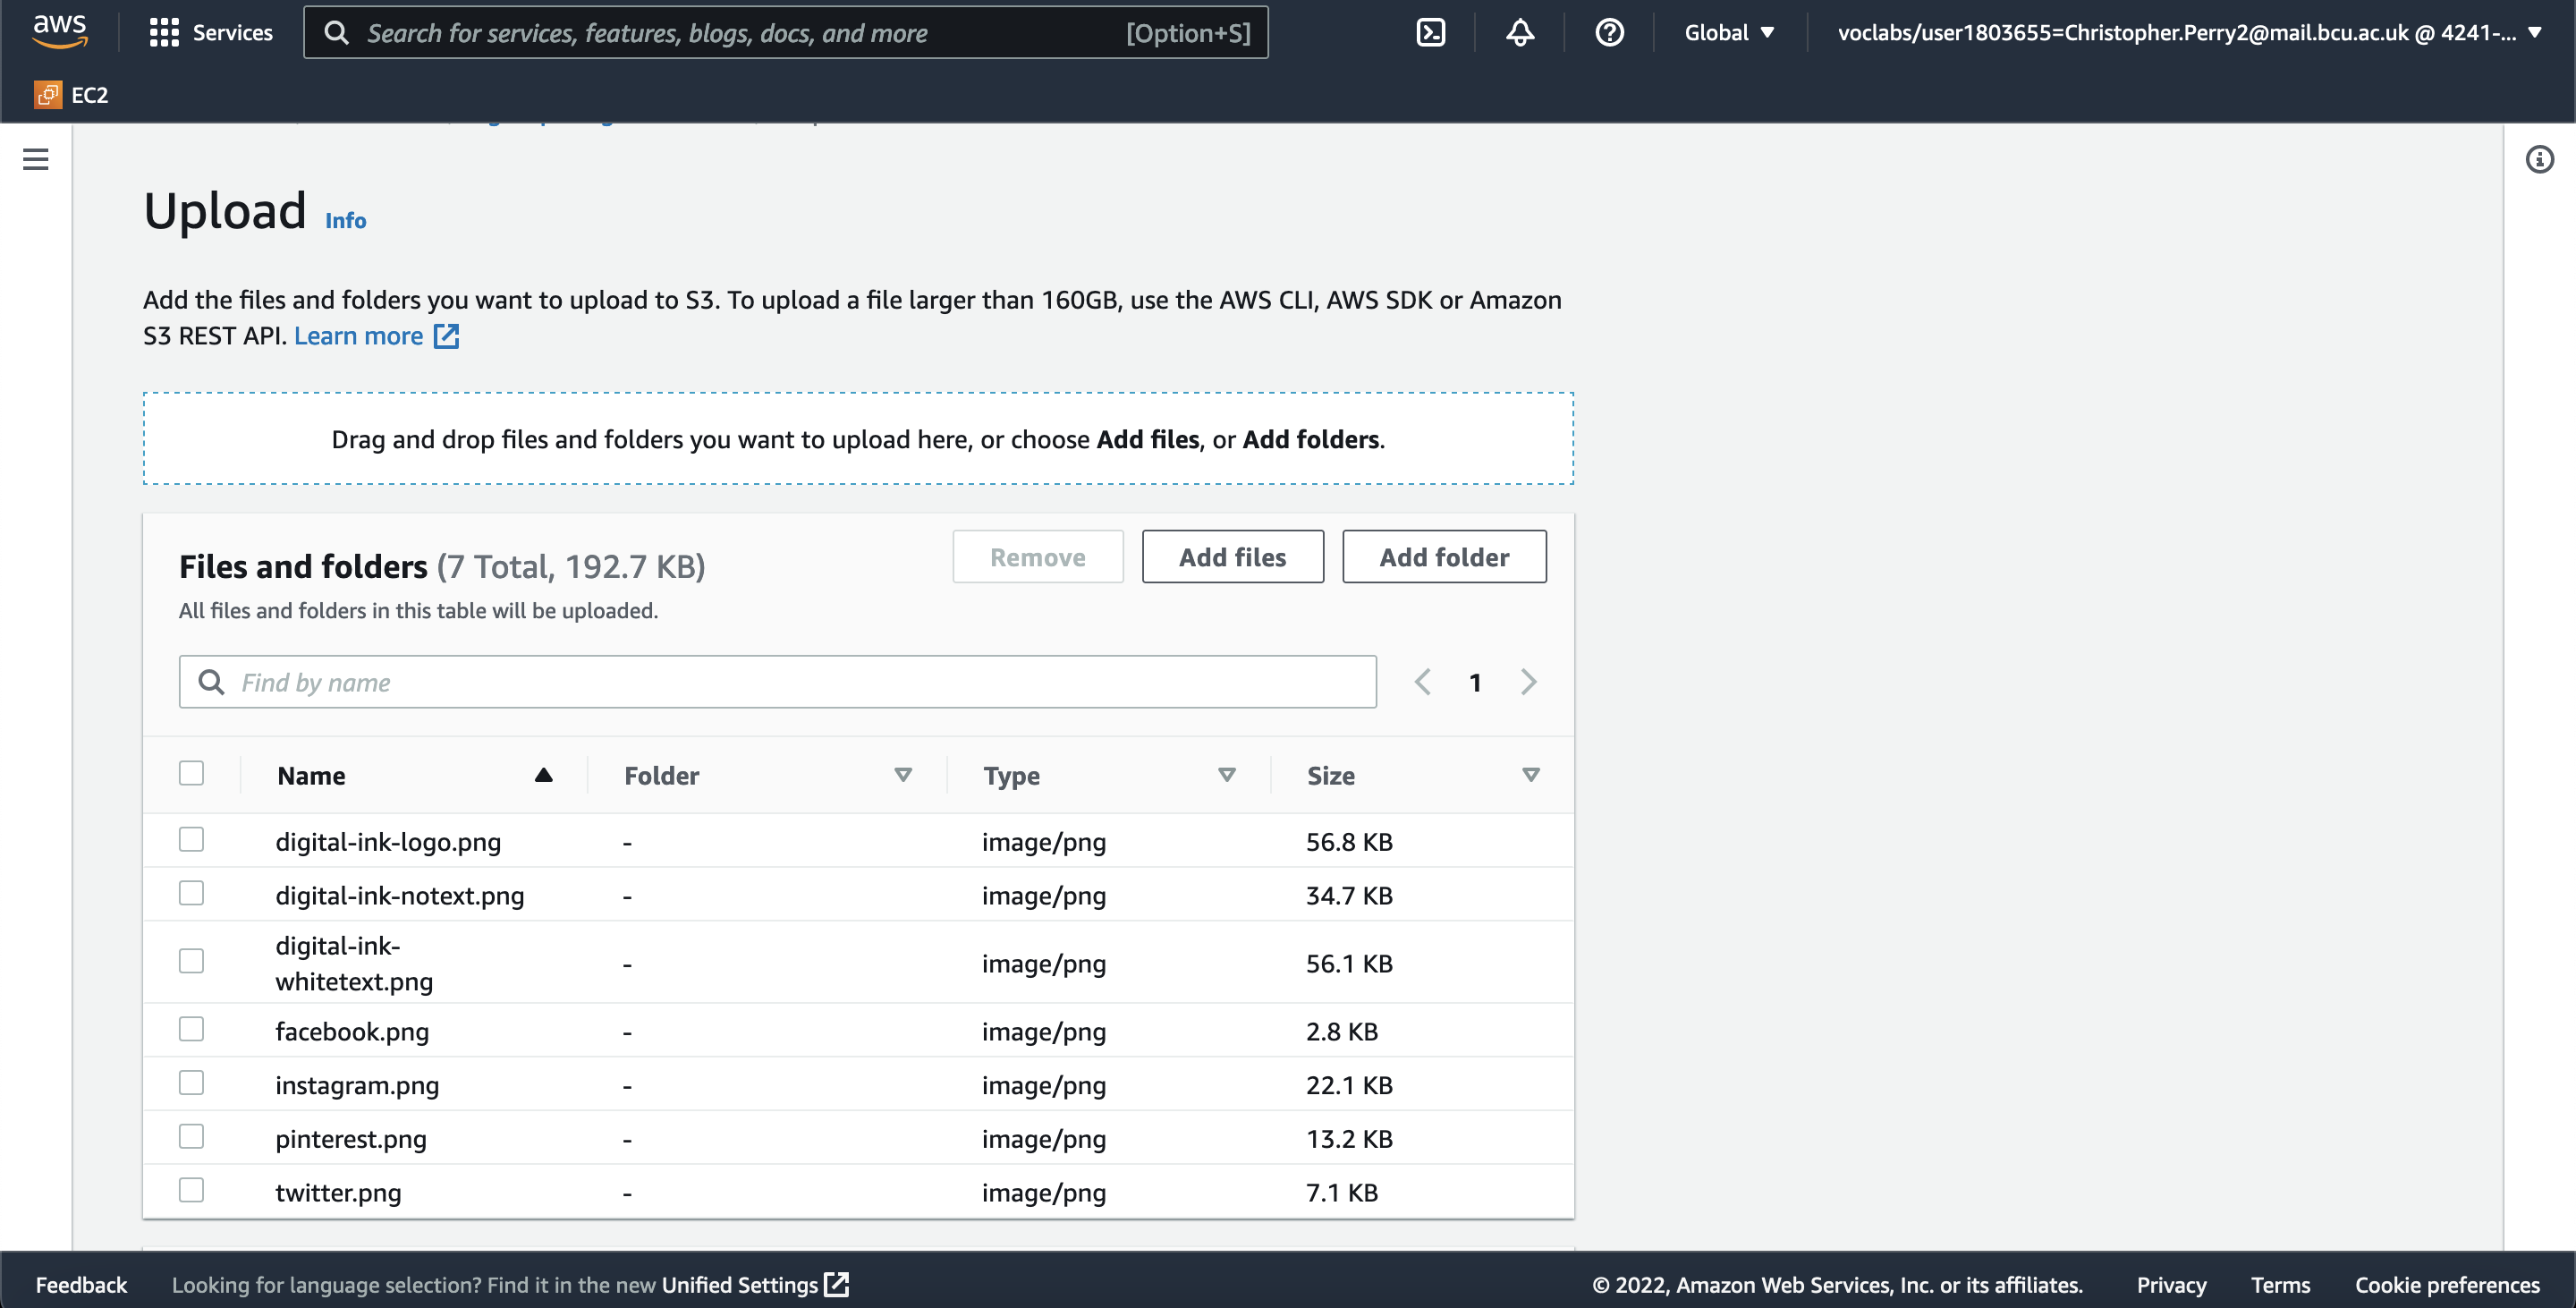 aws
Services
Search for services, features, blogs, docs, and more
[Option+S]
Global
voclabs/user1803655=Christopher.Perry2@mail.bcu.ac.uk @ 4241-...
EC2
Upload Info
Add the files and folders you want to upload to S3. To upload a file larger than 160GB, use the AWS CLI, AWS SDK or Amazon
S3 REST API. Learn more
Drag and drop files and folders you want to upload here, or choose Add files, or Add folders.
Files and folders (7 Total, 192.7 KB)
Remove
Add files
Add folder
All files and folders in this table will be uploaded.
Find by name
1
Name Folder Type Size
digital-ink-logo.png - image/png 56.8 KB
digital-ink-notext.png - image/png 34.7 KB
digital-ink-
whitetext.png - image/png 56.1 KB
facebook.png - image/png 2.8 KB
instagram.png - image/png 22.1 KB
pinterest.png - image/png 13.2 KB
twitter.png - image/png 7.1 KB
Feedback
Looking for language selection? Find it in the new Unified Settings
© 2022, Amazon Web Services, Inc. or its affiliates.
Privacy
Terms
Cookie preferences